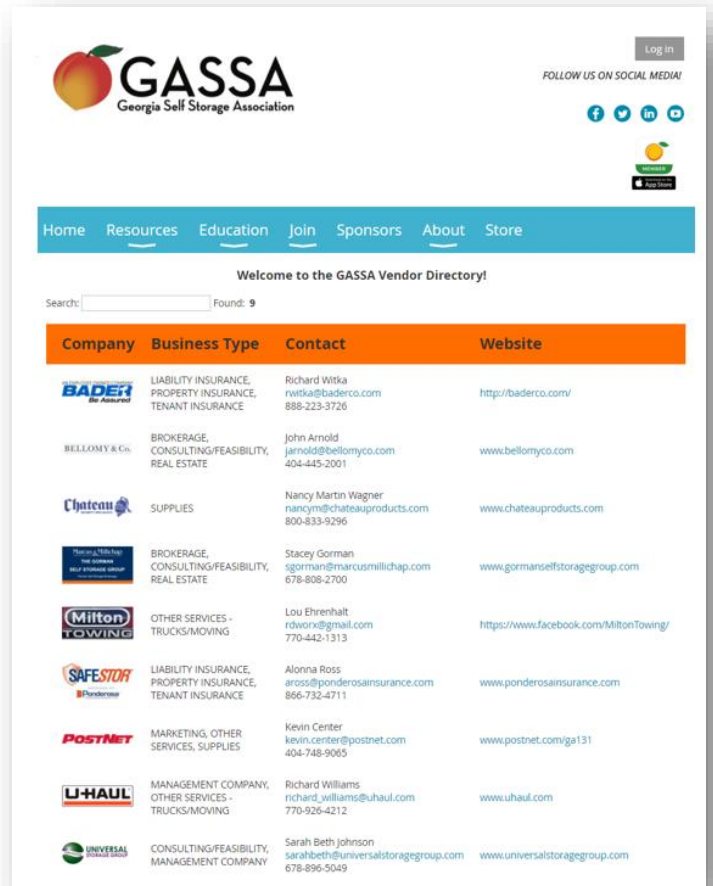 GASSA
Georgia Self Storage Association
Log in
FOLLOW US ON SOCIAL MEDIA!
MEMBER
App Store
Home Resources Education Join Sponsors About Store
Welcome to the GASSA Vendor Directory!
Search: Found: 9
Company Business Type Contact Website
BADER
Be Assured
LIABILITY INSURANCE,
PROPERTY INSURANCE,
TENANT INSURANCE
Richard Witka
rwitka@baderco.com
888-223-3726
http://baderco.com/
BELLOMY & Co.
BROKERAGE,
CONSULTING/FEASIBILITY,
REAL ESTATE
John Arnold
jarnold@bellomyco.com
404-445-2001
www.bellomyco.com
Chateau
SUPPLIES
Nancy Martin Wagner
nancym@chateauproducts.com
800-833-9296
www.chateauproducts.com
Marcus & Millichap
THE GORMAN
SELF STORAGE GROUP
BROKERAGE,
CONSULTING/FEASIBILITY,
REAL ESTATE
Stacey Gorman
sgorman@marcusmillichap.com
678-808-2700
www.gormanselfstoragegroup.com
Milton
TOWING
OTHER SERVICES -
TRUCKS/MOVING
Lou Ehrenhalt
rdworx@gmail.com
770-442-1313
https://www.facebook.com/MiltonTowing/
SAFESTOR
Ponderosa
LIABILITY INSURANCE,
PROPERTY INSURANCE,
TENANT INSURANCE
Alonna Ross
aross@ponderosainsurance.com
866-732-4711
www.ponderosainsurance.com
POSTNET
MARKETING, OTHER
SERVICES, SUPPLIES
Kevin Center
kevin.center@postnet.com
404-748-9065
www.postnet.com/ga131
U-HAUL
MANAGEMENT COMPANY,
OTHER SERVICES -
TRUCKS/MOVING
Richard Williams
richard_williams@uhaul.com
770-926-4212
www.uhaul.com
UNIVERSAL
STORAGE GROUP
CONSULTING/FEASIBILITY,
MANAGEMENT COMPANY
Sarah Beth Johnson
sarahbeth@universalstoragegroup.com
678-896-5049
www.universalstoragegroup.com